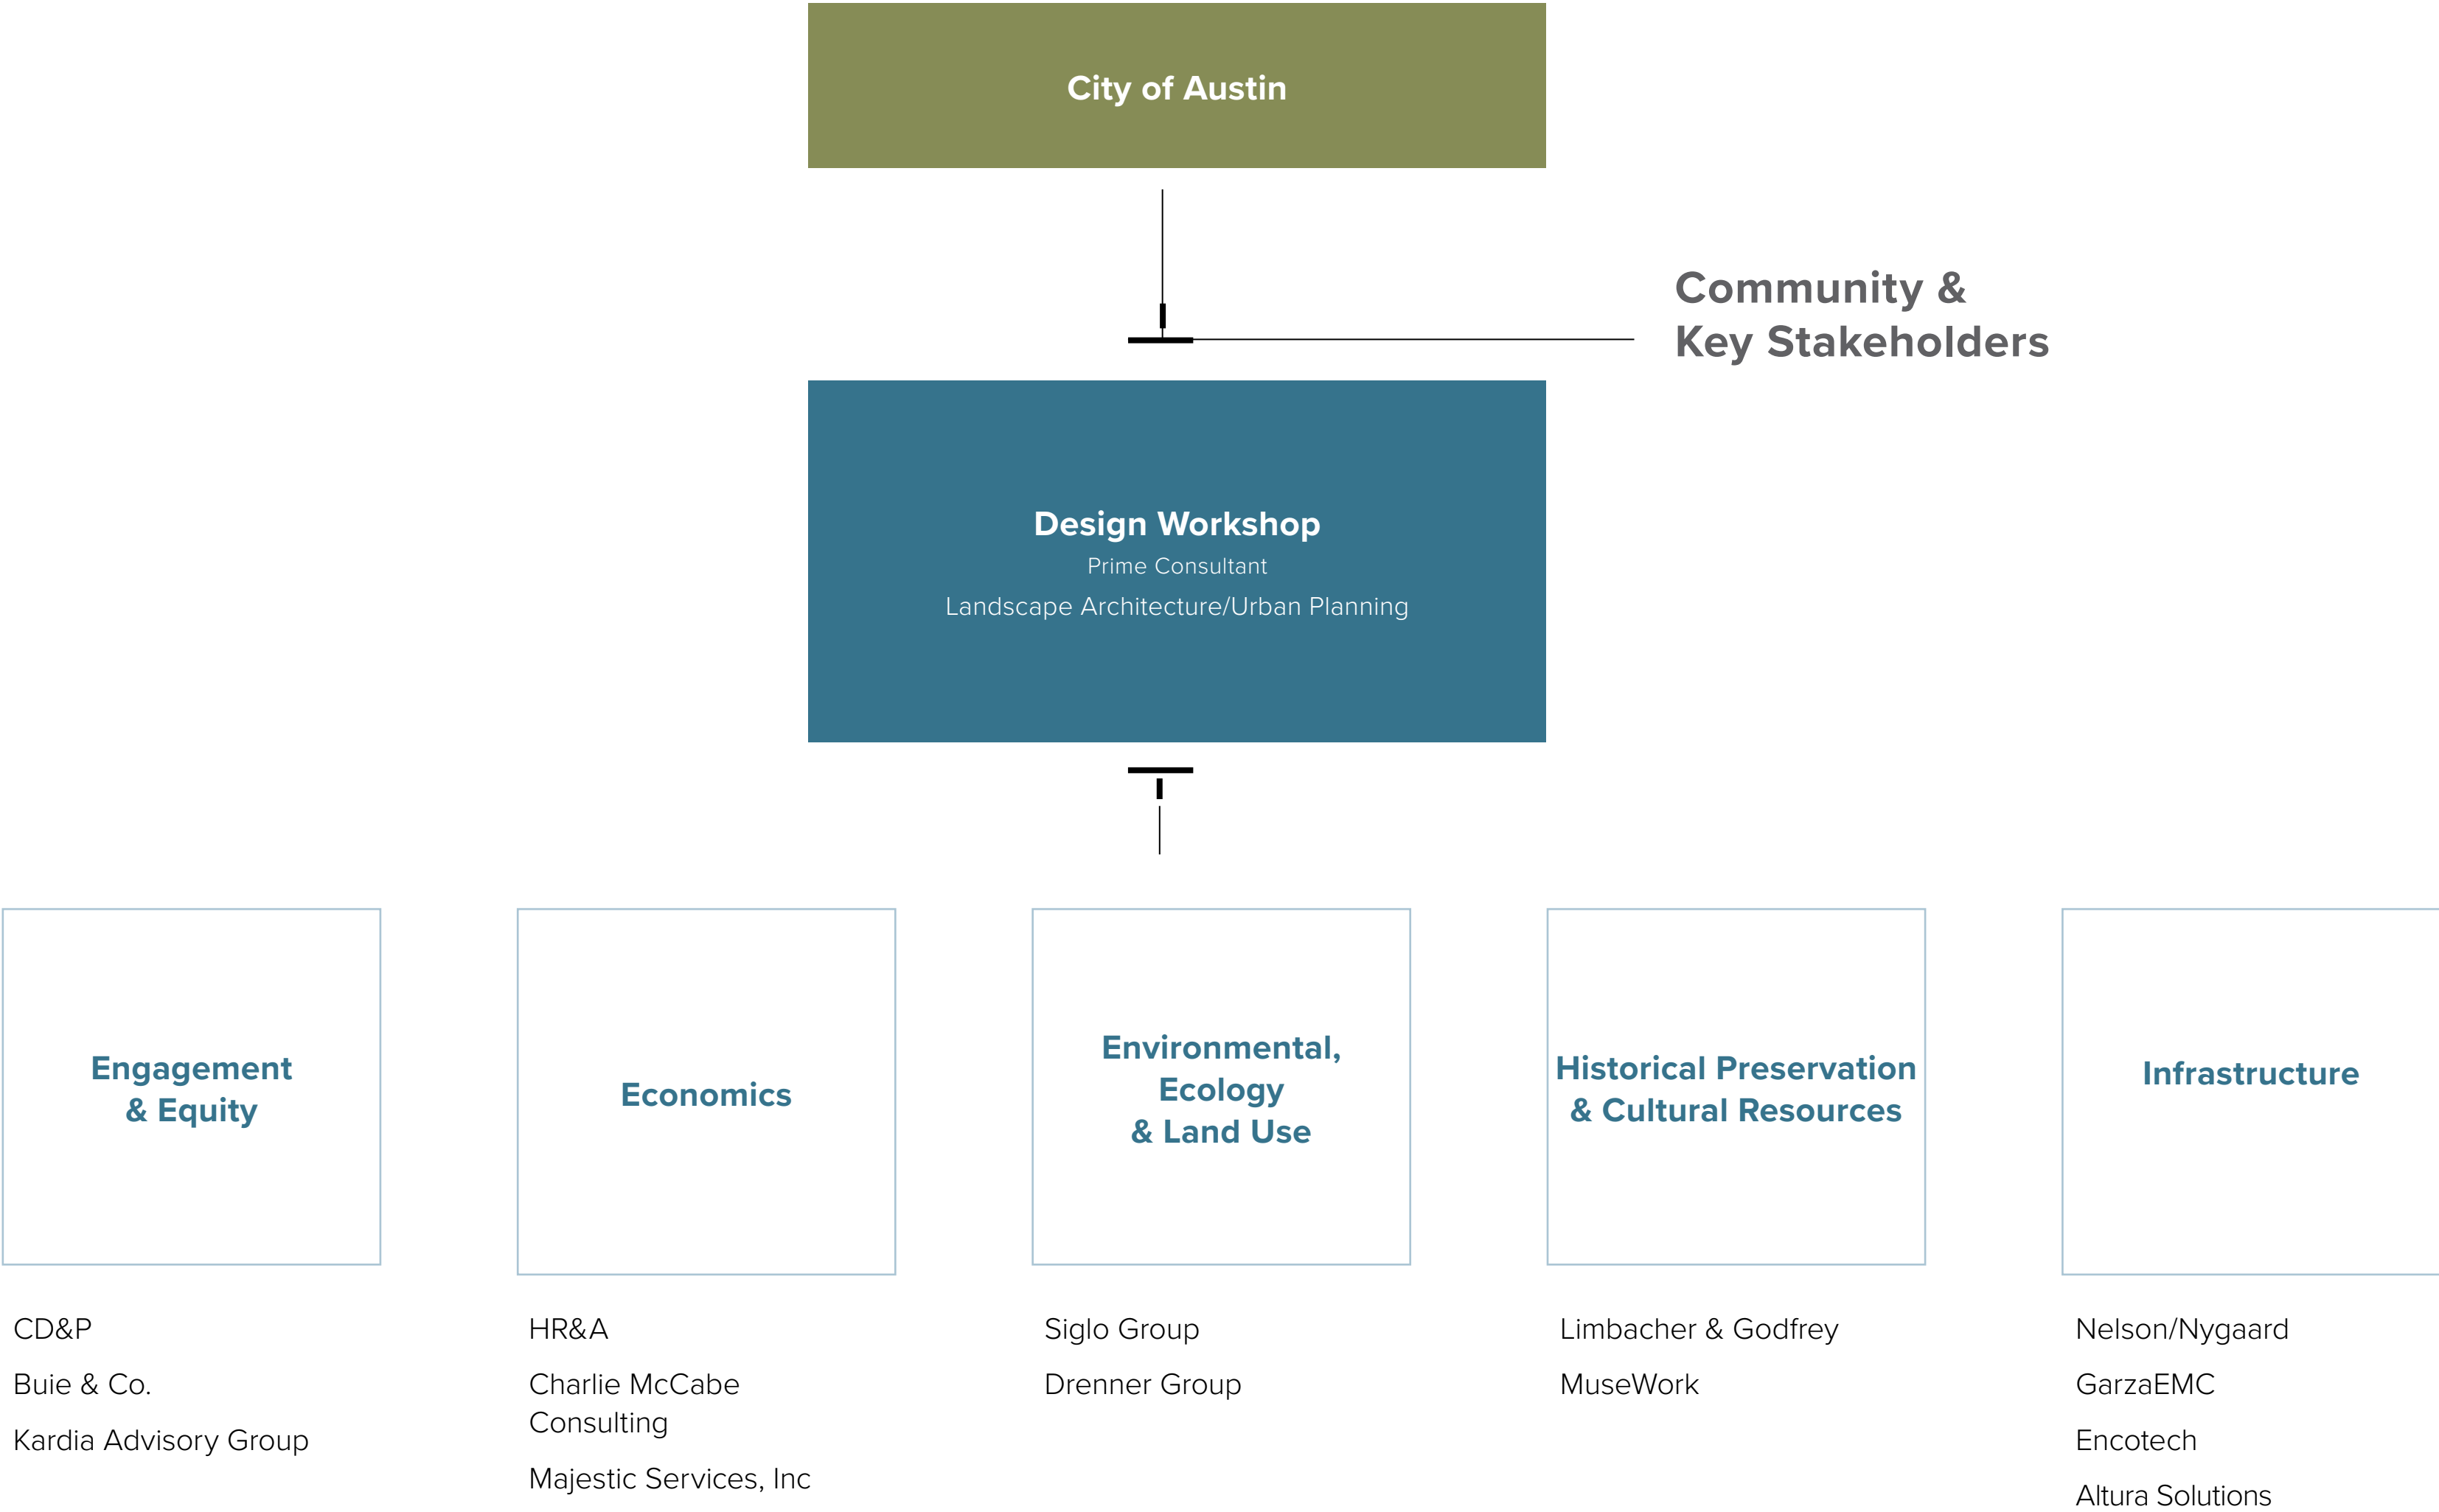 City of Austin
Community &
Key Stakeholders
Design Workshop
Prime Consultant
Landscape Architecture/Urban Planning
Engagement
& Equity
Economics
Environmental,
Ecology
& Land Use
Historical Preservation
& Cultural Resources
Infrastructure
CD&P
Buie & Co.
Kardia Advisory Group
HR&A
Charlie McCabe
Consulting
Majestic Services, Inc
Siglo Group
Drenner Group
Limbacher & Godfrey
MuseWork
Nelson/Nygaard
GarzaEMC
Encotech
Altura Solutions